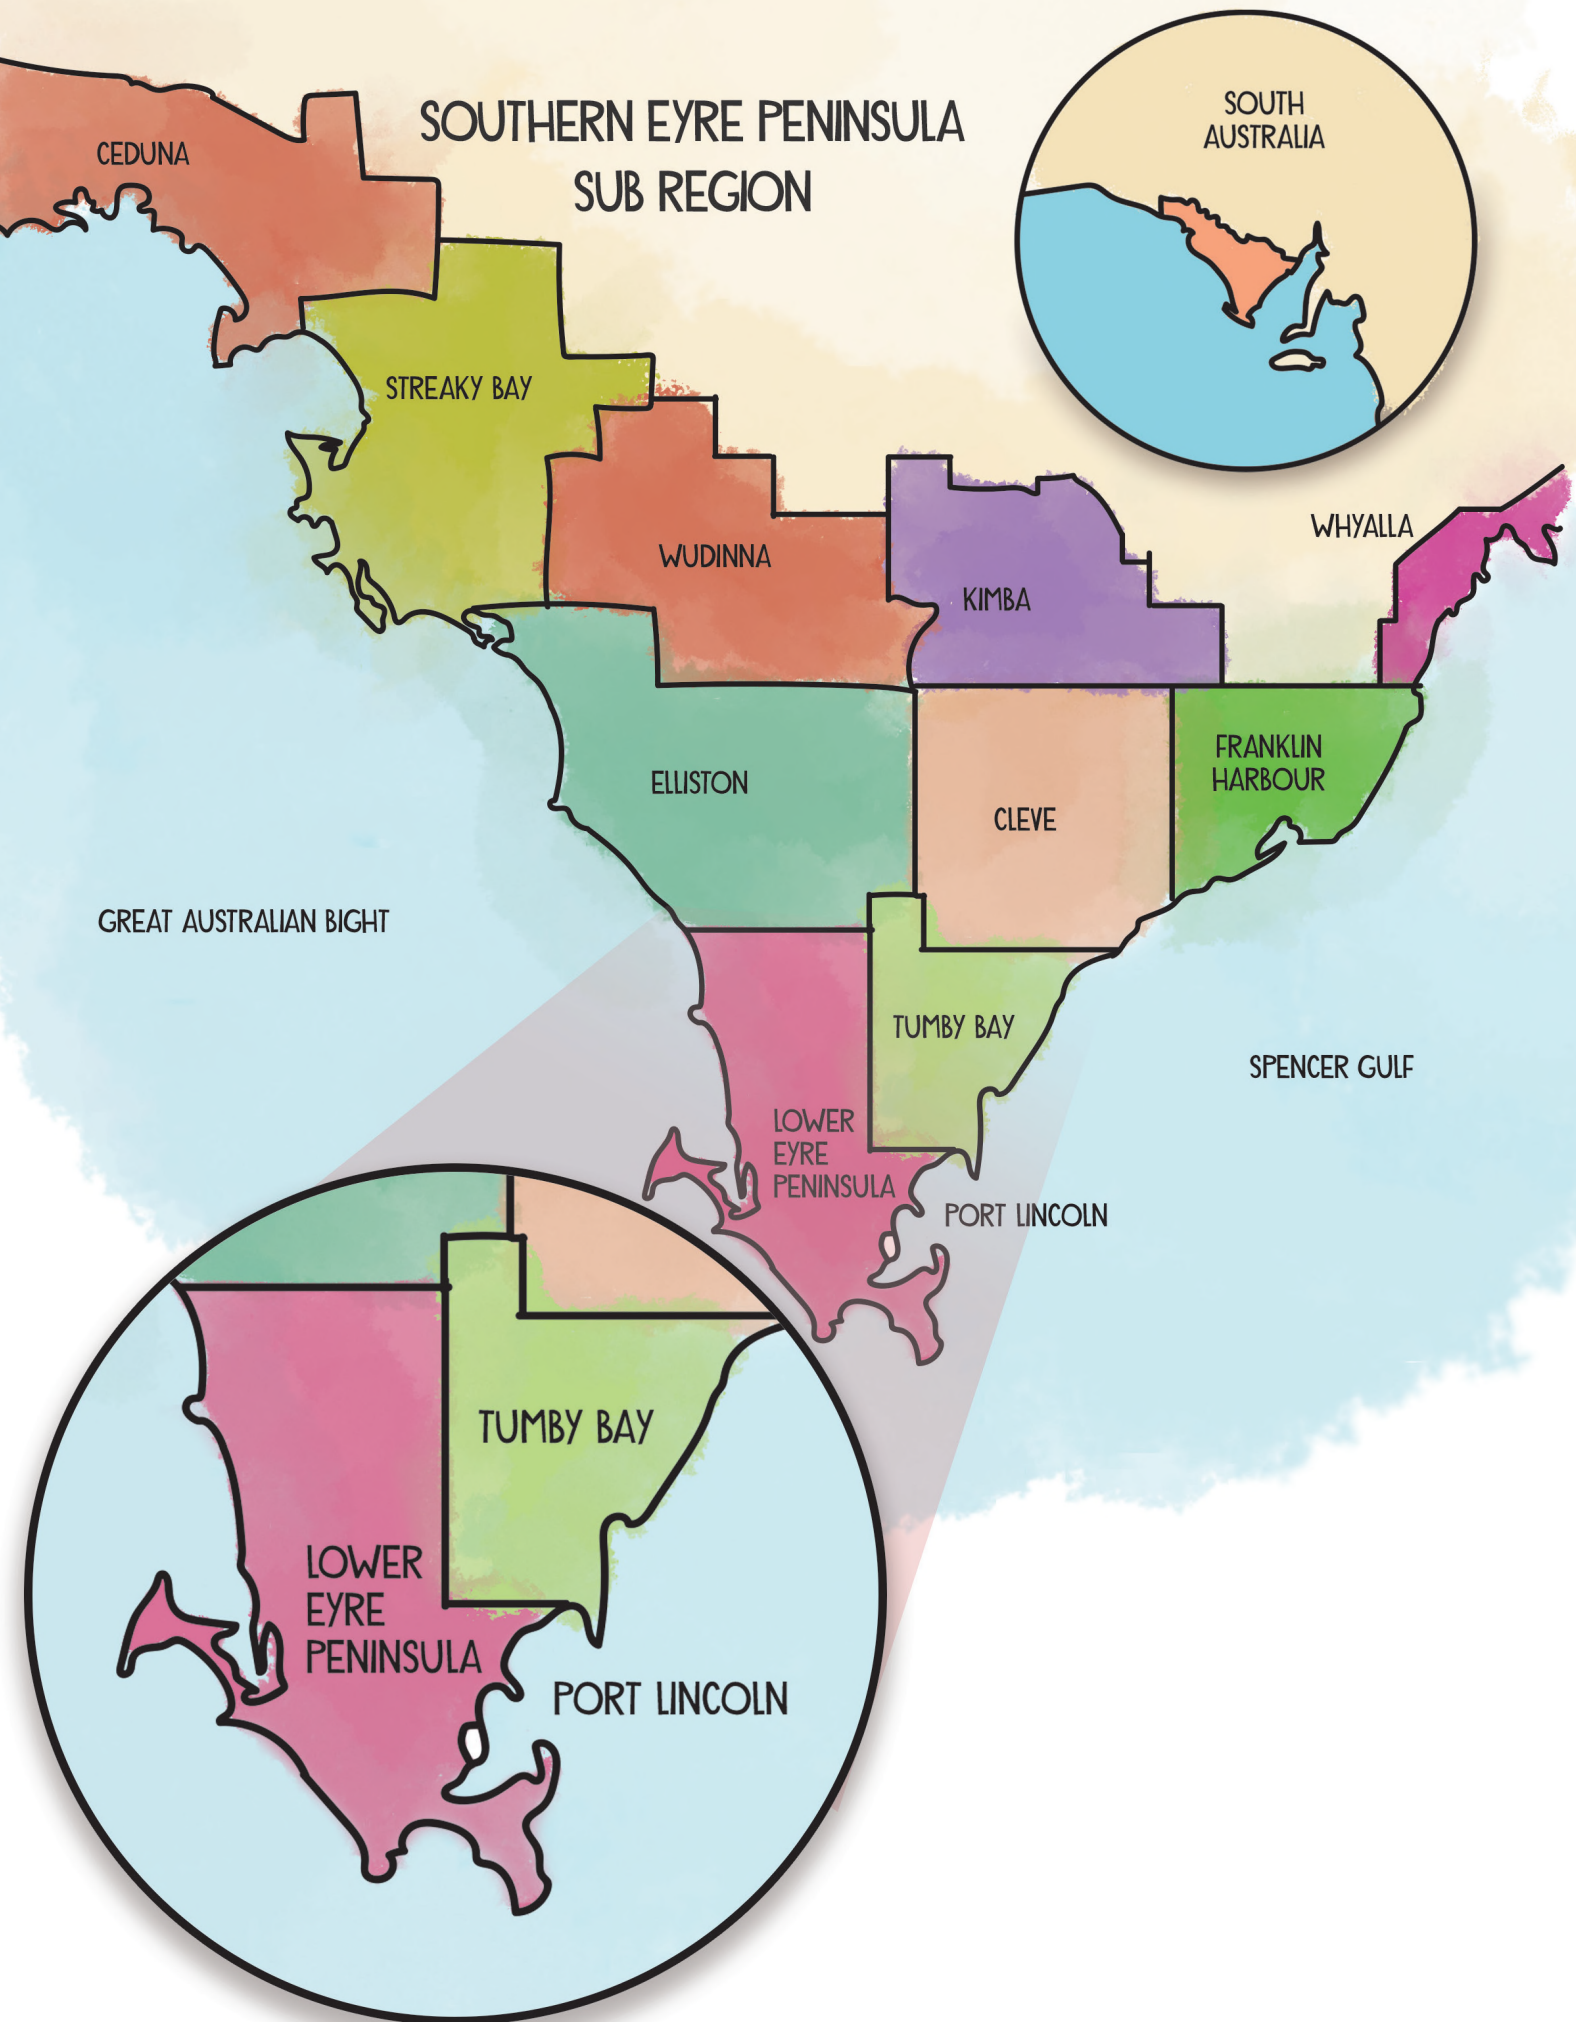 SOUTHERN EYRE PENINSULA
SUB REGION
SOUTH
AUSTRALIA
CEDUNA
STREAKY BAY
WUDINNA
KIMBA
WHYALLA
ELLISTON
CLEVE
FRANKLIN
HARBOUR
GREAT AUSTRALIAN BIGHT
TUMBY BAY
SPENCER GULF
LOWER
EYRE
PENINSULA
PORT LINCOLN
TUMBY BAY
LOWER
EYRE
PENINSULA
PORT LINCOLN